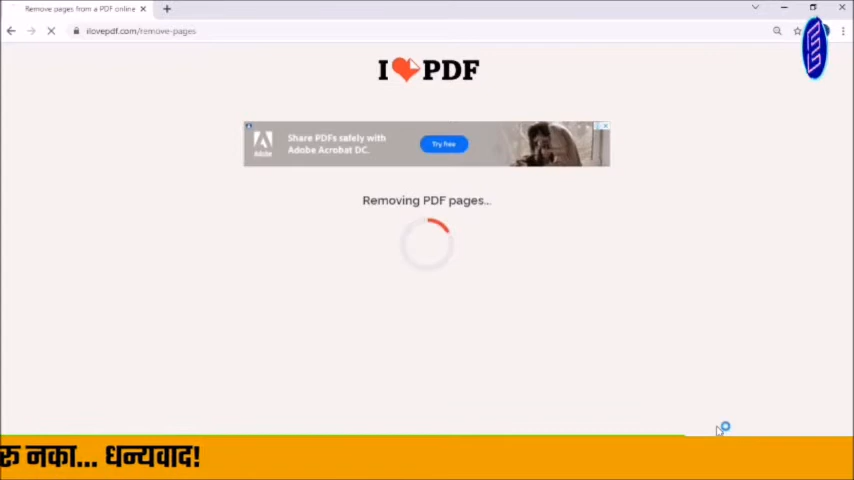 Remove pages from a PDF online
ilovepdf.com/remove-pages
I PDF
Adobe
Share PDFs safely with
Adobe Acrobat DC.
Try free
Removing PDF pages...
रू नका... धन्यवाद!